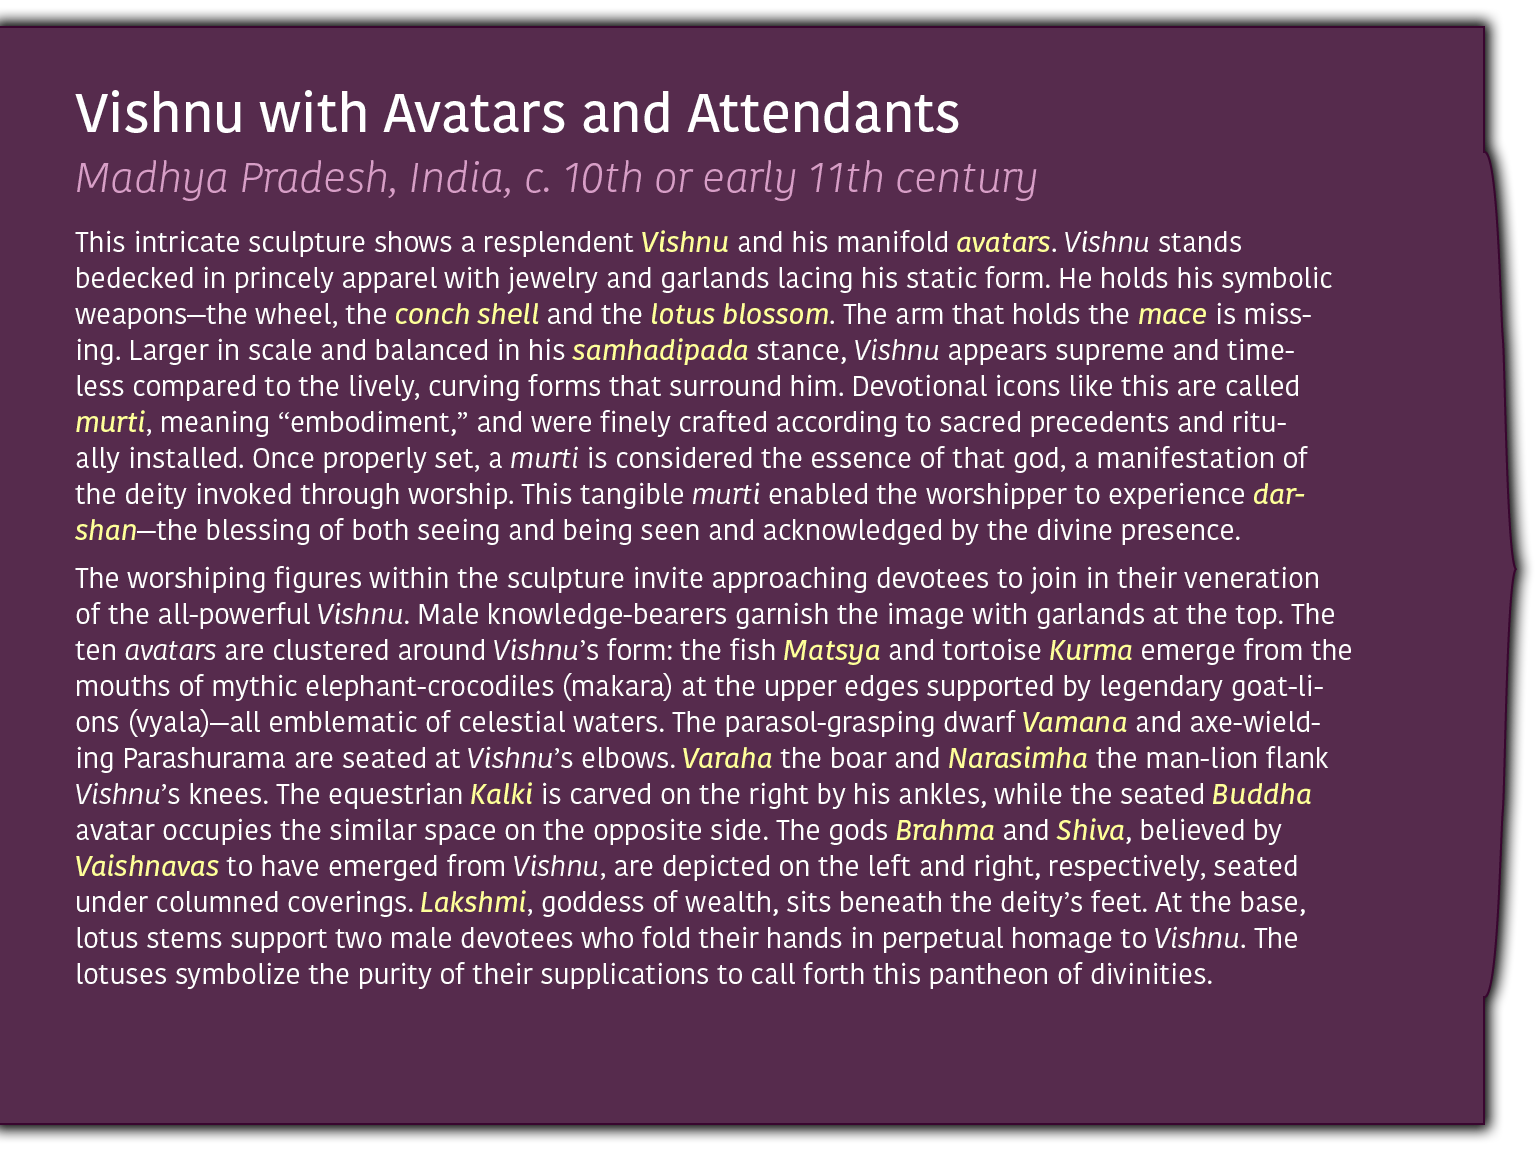 Vishnu with Avatars and Attendants
Madhya Pradesh, India, c. 10th or early 11th century
This intricate sculpture shows a resplendent Vishnu and his manifold avatars. Vishnu stands
bedecked in princely apparel with jewelry and garlands lacing his static form. He holds his symbolic
weapons—the wheel, the conch shell and the lotus blossom. The arm that holds the mace is miss-
ing. Larger in scale and balanced in his samhadipada stance, Vishnu appears supreme and time-
less compared to the lively, curving forms that surround him. Devotional icons like this are called
murti, meaning “embodiment,” and were finely crafted according to sacred precedents and ritu-
ally installed. Once properly set, a murti is considered the essence of that god, a manifestation of
the deity invoked through worship. This tangible murti enabled the worshipper to experience dar-
shan—the blessing of both seeing and being seen and acknowledged by the divine presence.
The worshiping figures within the sculpture invite approaching devotees to join in their veneration
of the all-powerful Vishnu. Male knowledge-bearers garnish the image with garlands at the top. The
ten avatars are clustered around Vishnu’s form: the fish Matsya and tortoise Kurma emerge from the
mouths of mythic elephant-crocodiles (makara) at the upper edges supported by legendary goat-li-
ons (vyala)—all emblematic of celestial waters. The parasol-grasping dwarf Vamana and axe-wield-
ing Parashurama are seated at Vishnu’s elbows. Varaha the boar and Narasimha the man-lion flank
Vishnu’s knees. The equestrian Kalki is carved on the right by his ankles, while the seated Buddha
avatar occupies the similar space on the opposite side. The gods Brahma and Shiva, believed by
Vaishnavas to have emerged from Vishnu, are depicted on the left and right, respectively, seated
under columned coverings. Lakshmi, goddess of wealth, sits beneath the deity’s feet. At the base,
lotus stems support two male devotees who fold their hands in perpetual homage to Vishnu. The
lotuses symbolize the purity of their supplications to call forth this pantheon of divinities.